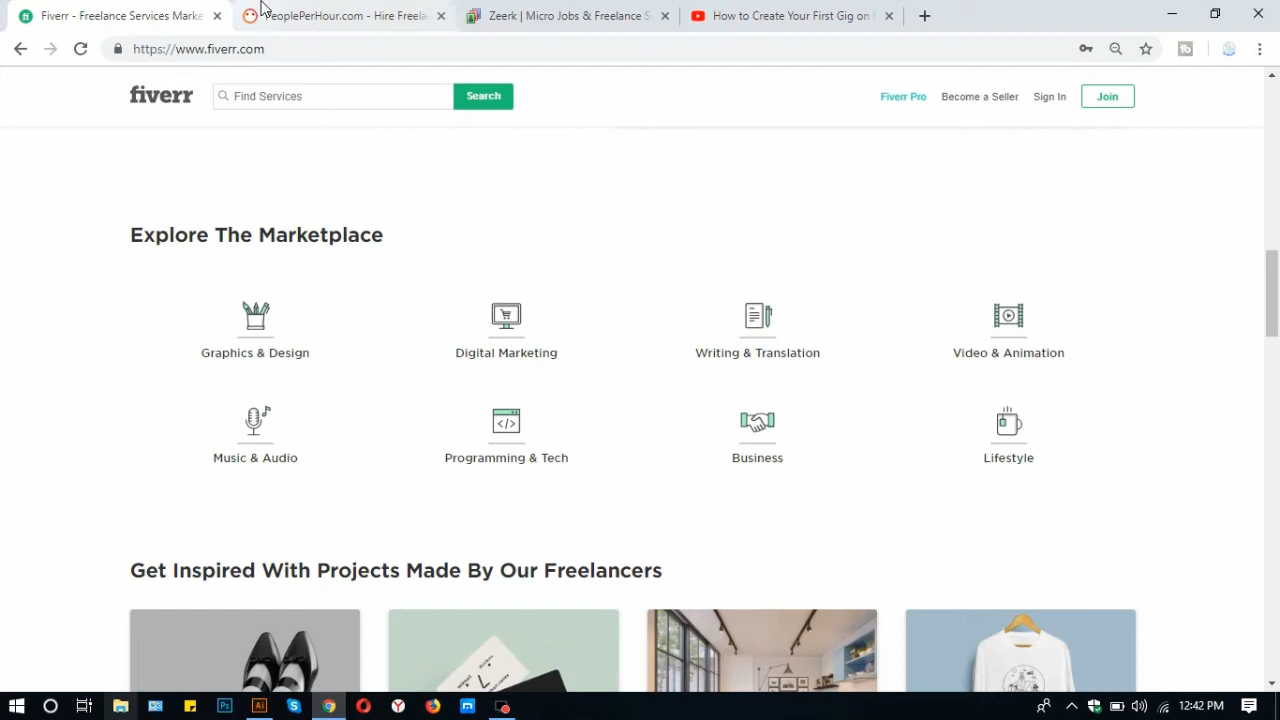 Fiverr - Freelance Services Marke
PeoplePerHour.com - Hire Freela
Zeerk | Micro Jobs & Freelance S
How to Create Your First Gig on
https://www.fiverr.com
fiverr
Find Services
Search
Fiverr Pro
Become a Seller
Sign In
Join
Explore The Marketplace
Graphics & Design
Digital Marketing
Writing & Translation
Video & Animation
Music & Audio
Programming & Tech
Business
Lifestyle
Get Inspired With Projects Made By Our Freelancers
12:42 PM